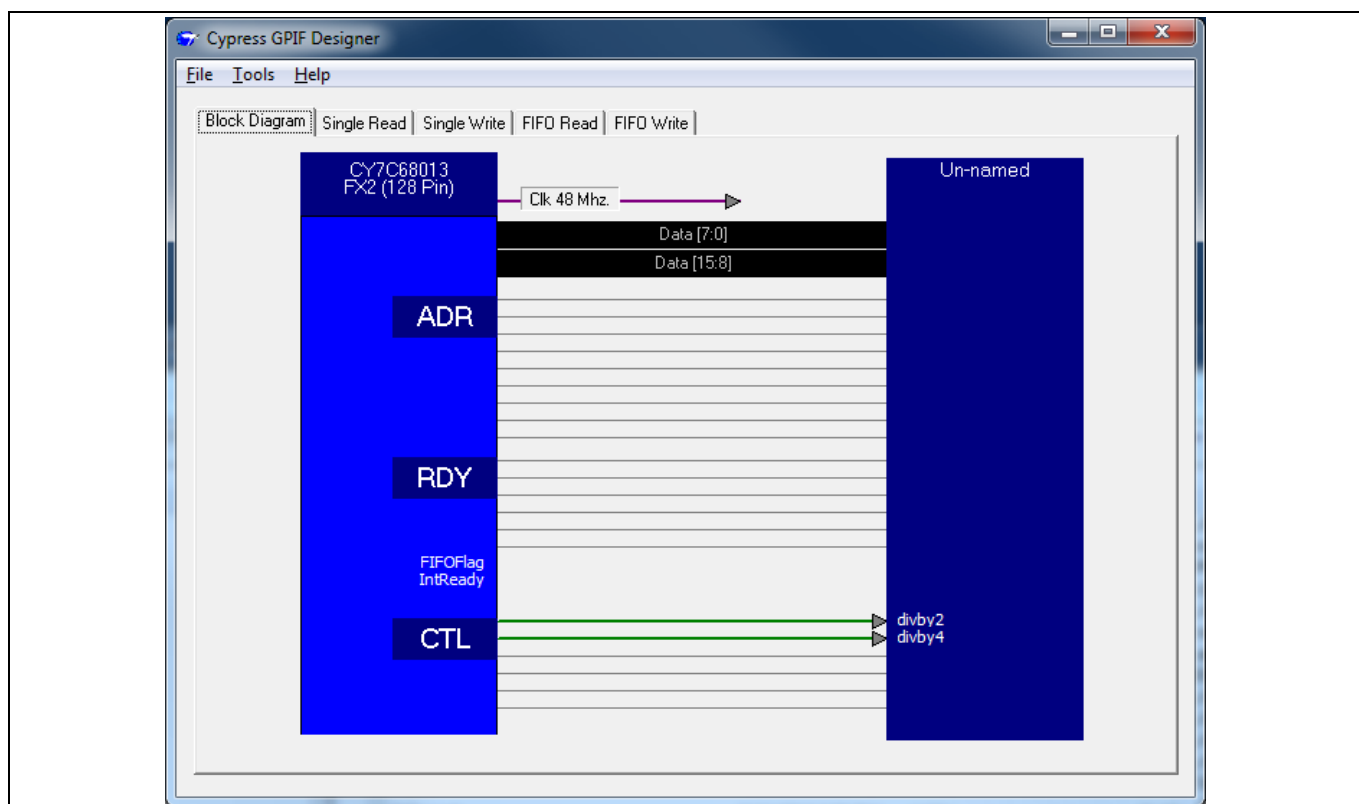 Cypress GPIF Designer
File Tools Help
Block Diagram Single Read Single Write FIFO Read FIFO Write
CY7C68013
FX2 (128 Pin)
Un-named
Clk 48 Mhz.
Data [7:0]
Data [15:8]
ADR
RDY
FIFOFlag
IntReady
CTL
divby2
divby4